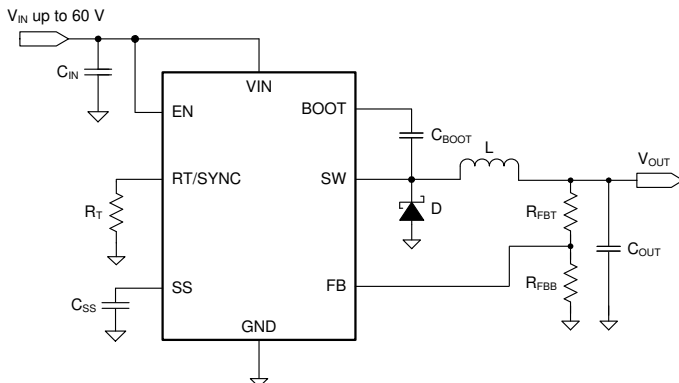 V_IN up to 60 V
C_IN
VIN
EN
BOOT
C_BOOT
L
RT/SYNC
SW
V_OUT
R_T
D
R_FBT
C_OUT
SS
FB
R_FBB
C_SS
GND